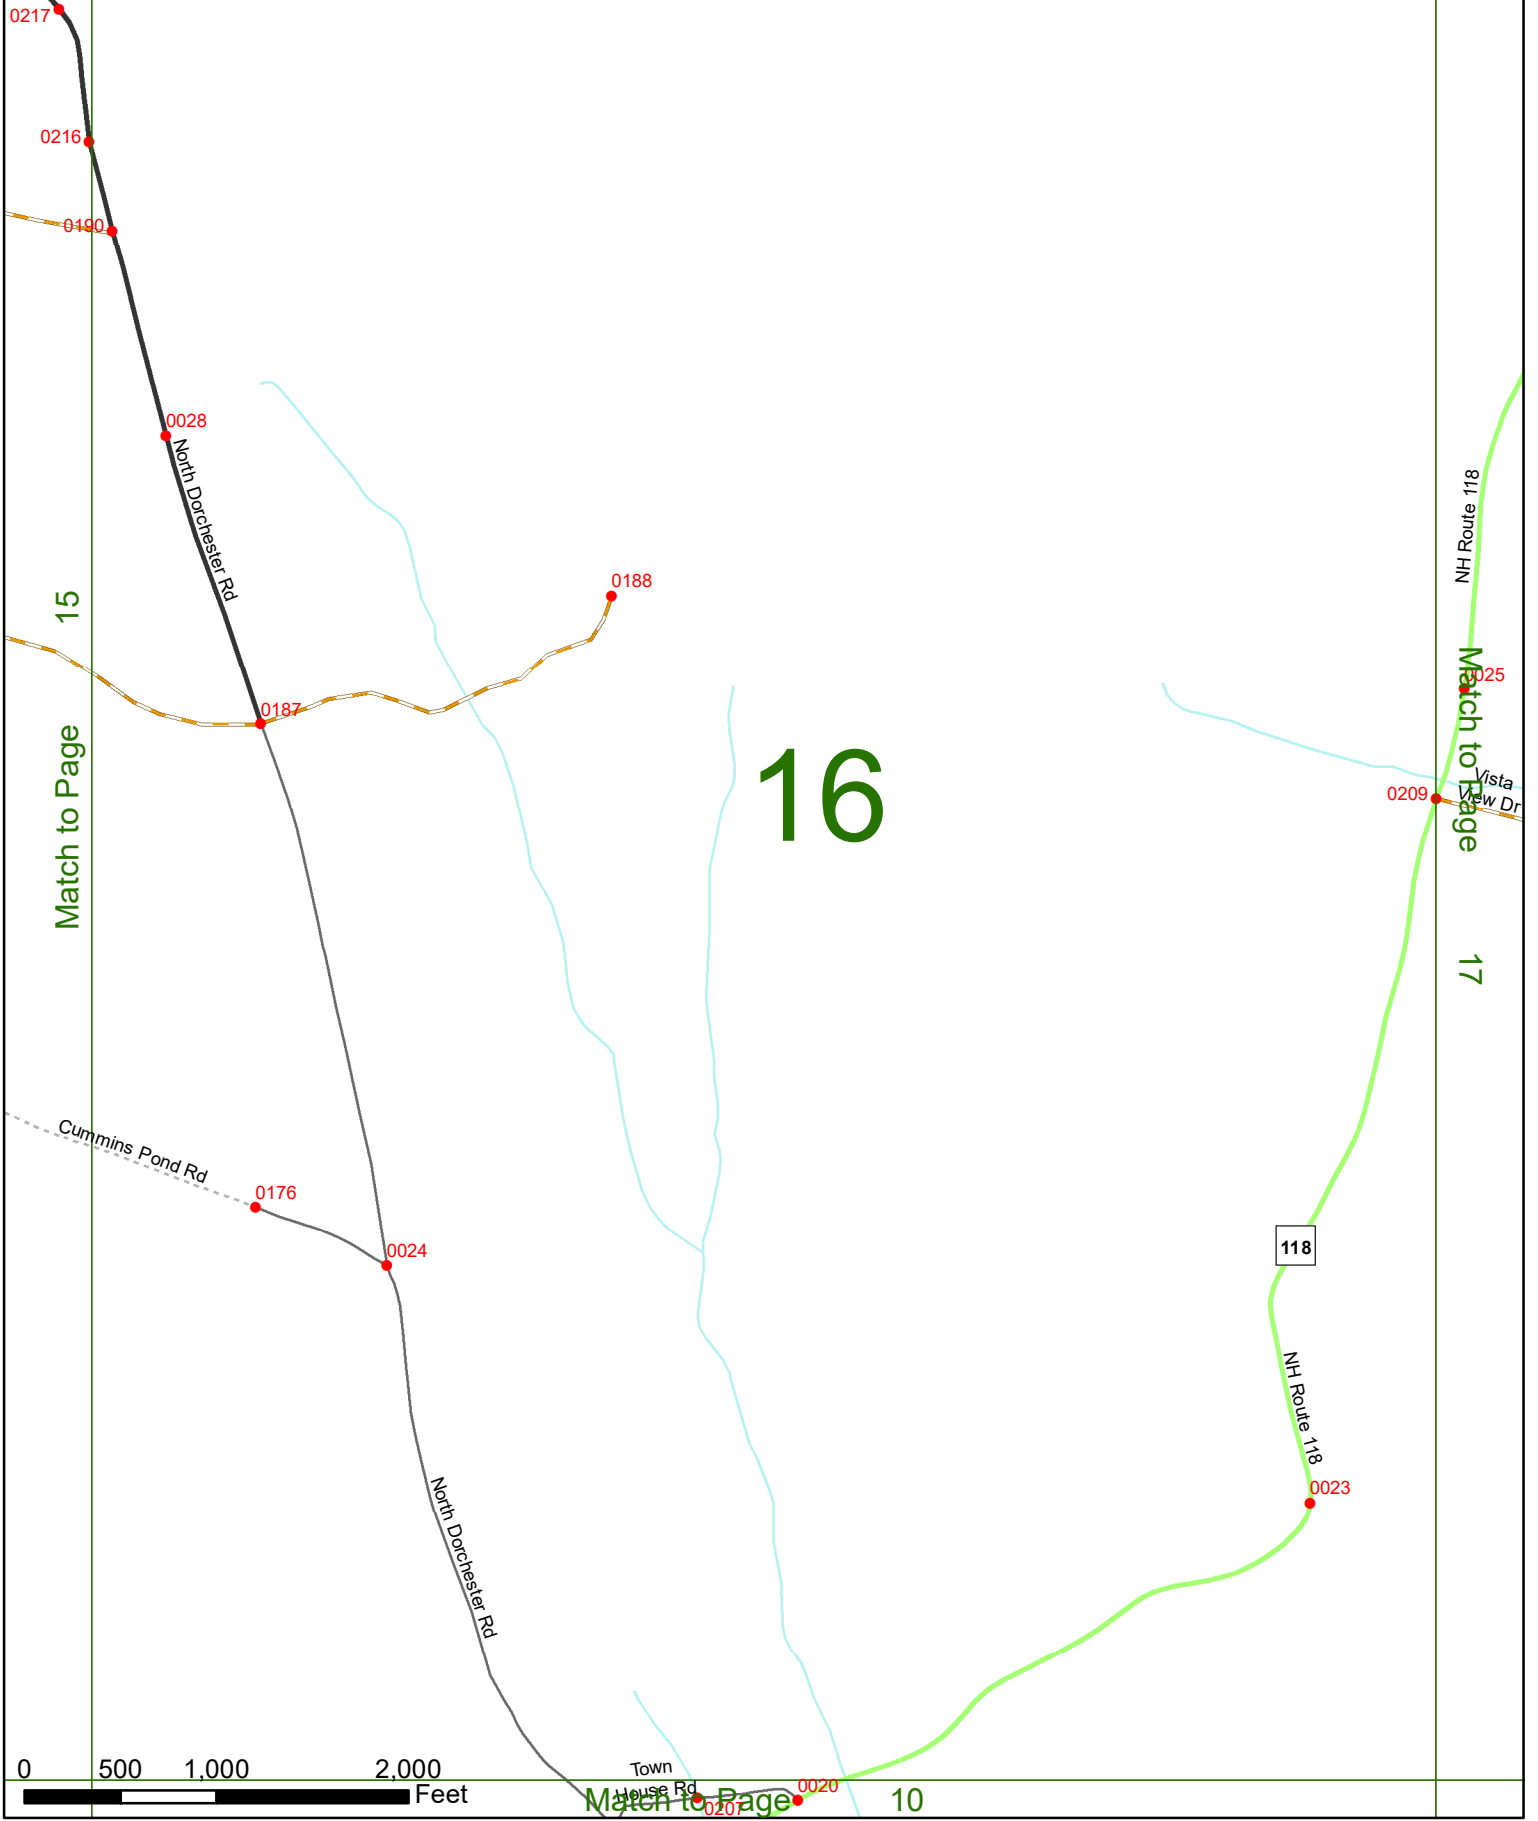 0217
0216
0190
0028
North Dorchester Rd
NH Route 118
0188
15
Match to Page
0187
0025
Match to Page
17
16
Vista
View Dr
0209
Cummins Pond Rd
0176
0024
118
NH Route 118
0023
North Dorchester Rd
0 500 1,000 2,000
Feet
Town
House Rd
0207
0020
Match to Page 10